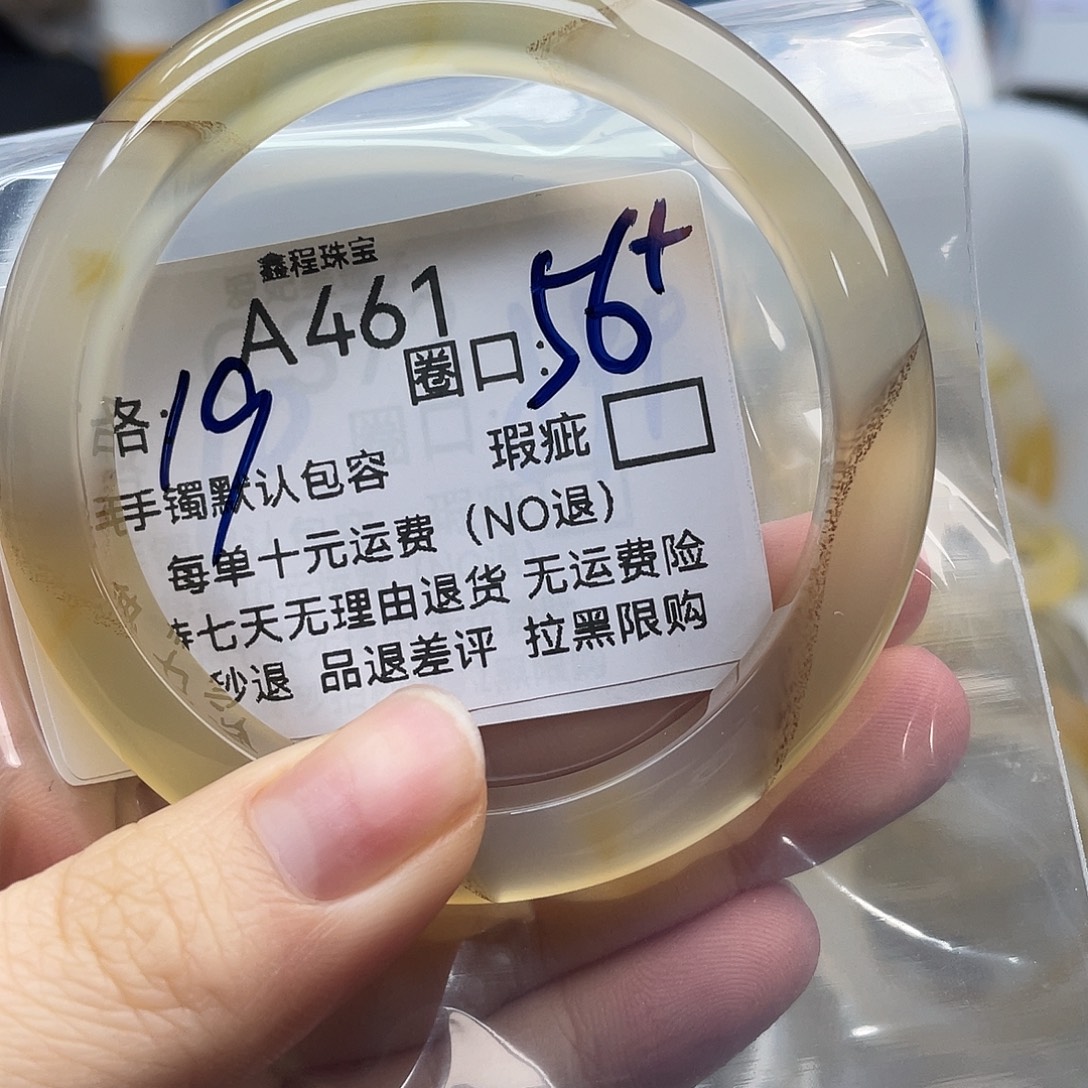 鑫程珠宝
A461
格:19 圈口:56+
瑕疵
手镯默认包容
每单十元运费（NO退）
七天无理由退货 无运费险
秒退 品退差评 拉黑限购